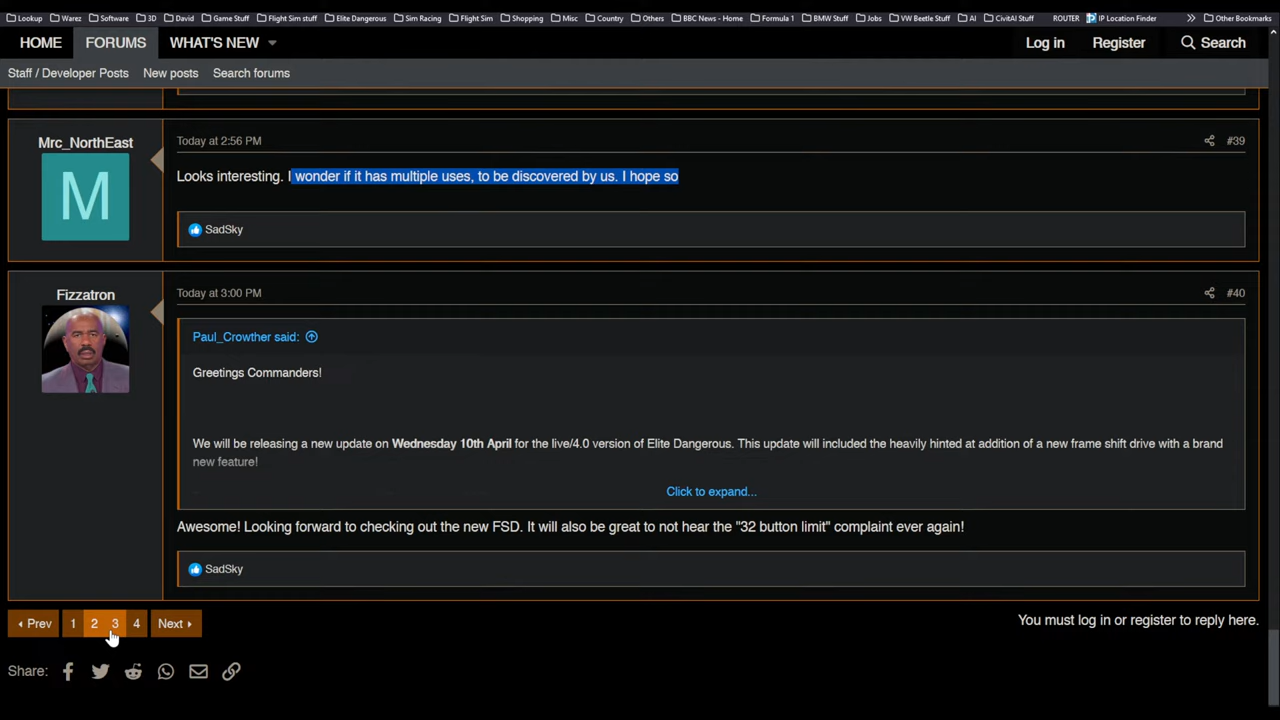 Lookup Warez Software 3D David Game Stuff Flight Sim stuff Elite Dangerous Sim Racing Flight Sim Shopping Misc Country Others BBC News - Home Formula 1 BMW Stuff Jobs VW Beetle Stuff AI CivitAI Stuff ROUTER IP Location Finder » Other Bookmarks
HOME FORUMS WHAT'S NEW Log in Register Search
Staff / Developer Posts New posts Search forums
Mrc_NorthEast
M
Today at 2:56 PM #39
Looks interesting. I wonder if it has multiple uses, to be discovered by us. I hope so
SadSky
Fizzatron
Today at 3:00 PM #40
Paul_Crowther said:
Greetings Commanders!
We will be releasing a new update on Wednesday 10th April for the live/4.0 version of Elite Dangerous. This update will included the heavily hinted at addition of a new frame shift drive with a brand
new feature!
Click to expand...
Awesome! Looking forward to checking out the new FSD. It will also be great to not hear the "32 button limit" complaint ever again!
SadSky
Prev 1 2 3 4 Next
You must log in or register to reply here.
Share: